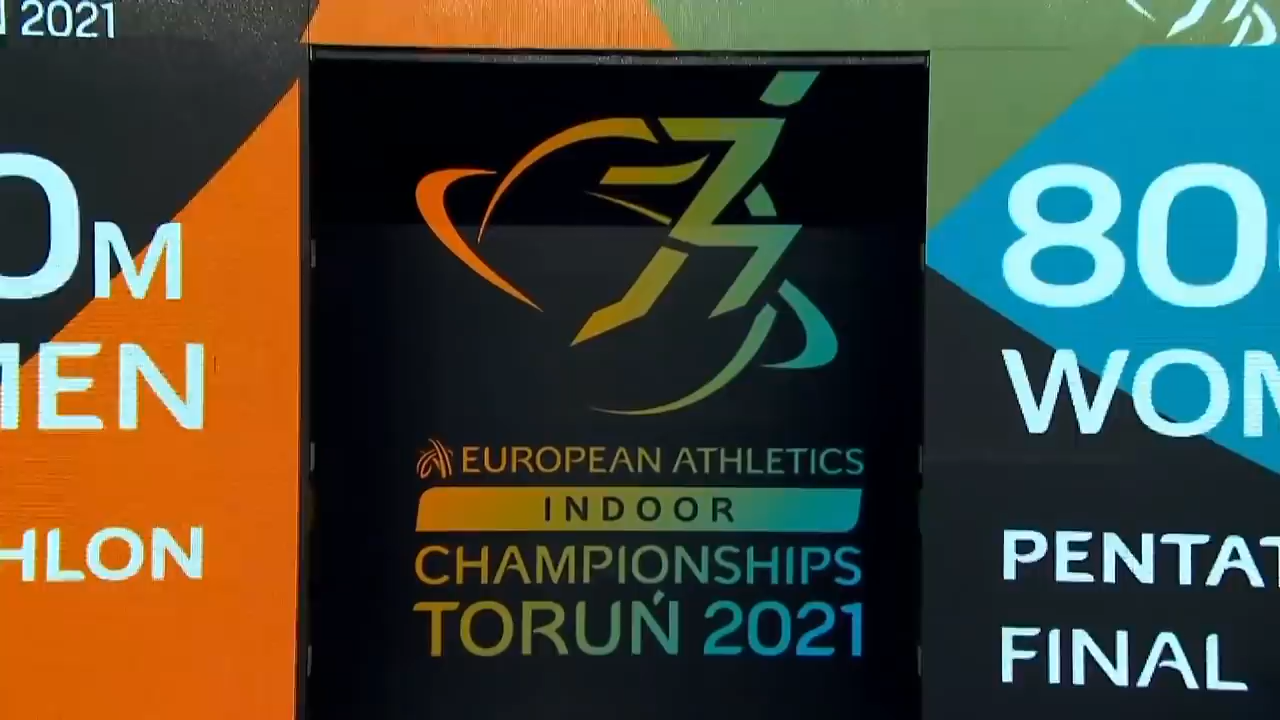 2021
0M
MEN
HLON
EUROPEAN ATHLETICS
INDOOR
CHAMPIONSHIPS
TORUŃ 2021
80
WOM
PENTAT
FINAL